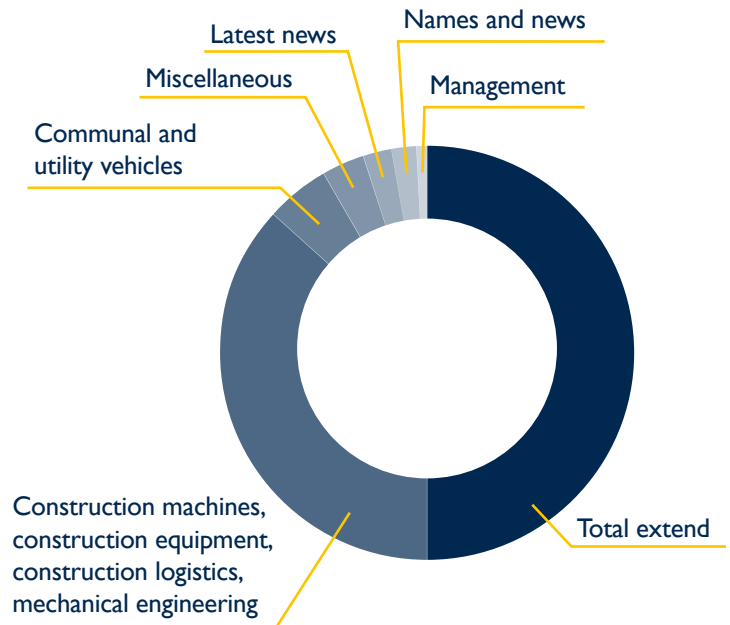 Names and news
Latest news
Miscellaneous
Management
Communal and
utility vehicles
Construction machines,
construction equipment,
construction logistics,
mechanical engineering
Total extend